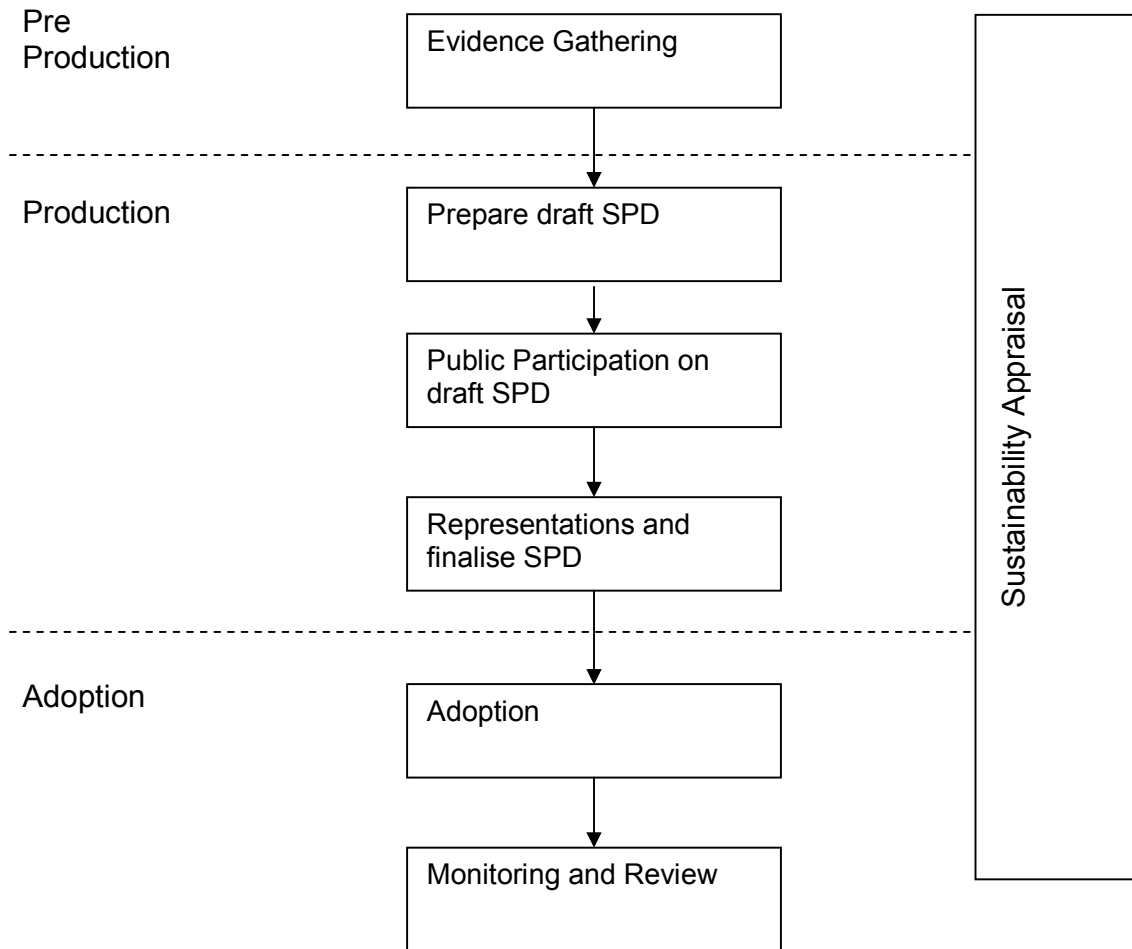 Pre
Production
Evidence Gathering
Production
Prepare draft SPD
Public Participation on
draft SPD
Representations and
finalise SPD
Adoption
Adoption
Monitoring and Review
Sustainability Appraisal